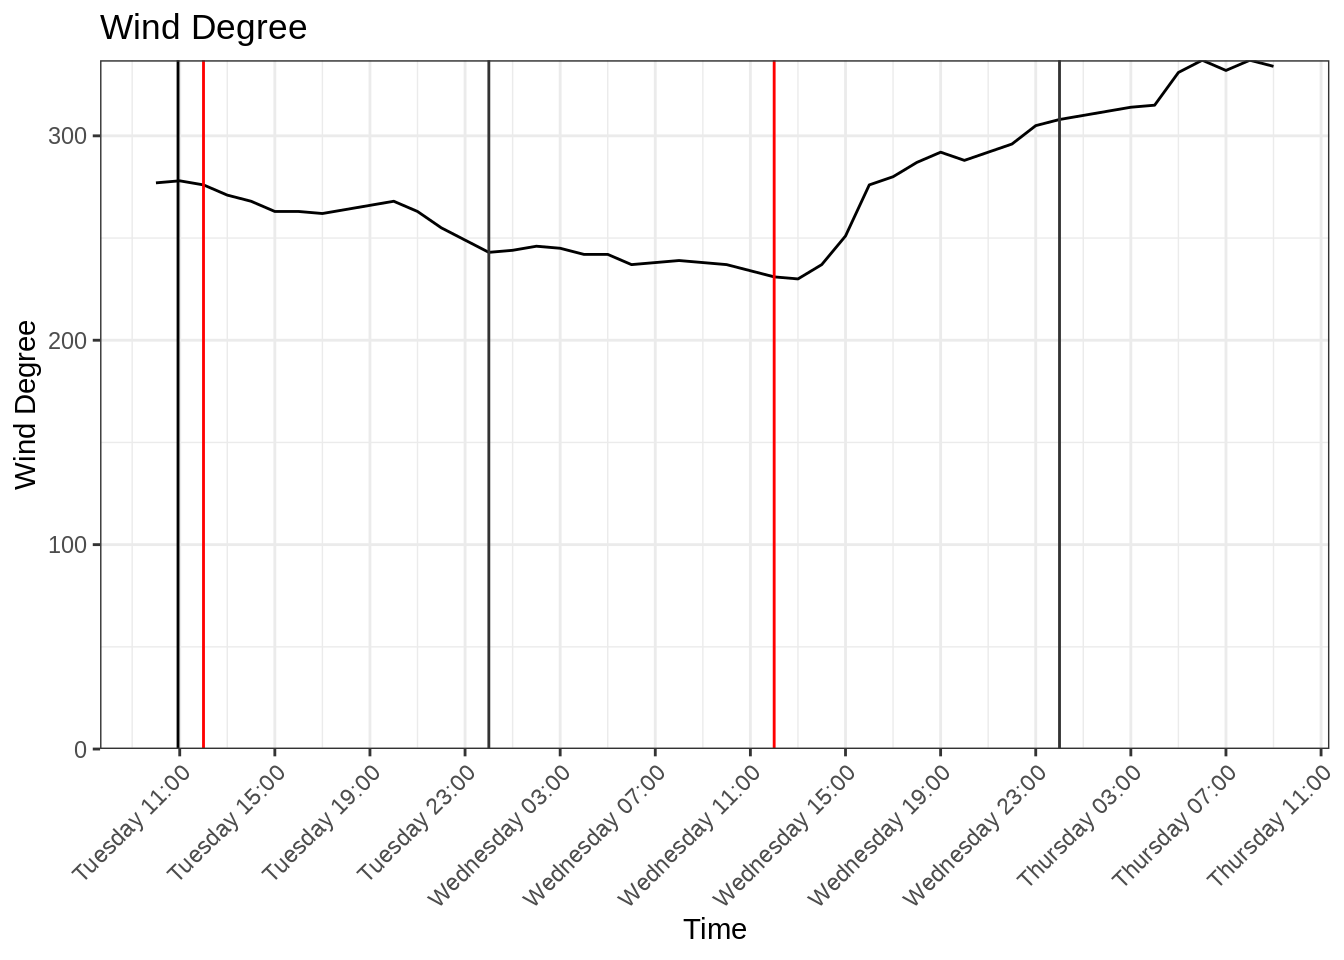 Wind Degree
Wind Degree
300
200
100
0
Tuesday 11:00
Tuesday 15:00
Tuesday 19:00
Tuesday 23:00
Wednesday 03:00
Wednesday 07:00
Wednesday 11:00
Wednesday 15:00
Wednesday 19:00
Wednesday 23:00
Thursday 03:00
Thursday 07:00
Thursday 11:00
Time